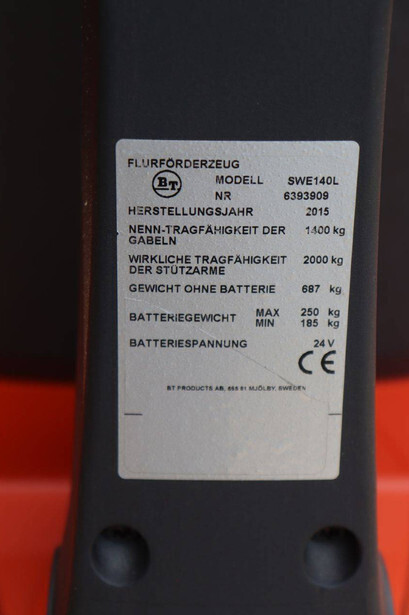 FLURFÖRDERZEUG
BT MODELL SWE140L
NR 6393909
HERSTELLUNGSJAHR 2015
NENN-TRAGFÄHIGKEIT DER GABELN 1400 kg
WIRKLICHE TRAGFÄHIGKEIT DER STÜTZARME 2000 kg
GEWICHT OHNE BATTERIE 687 kg
BATTERIEGEWICHT MAX 250 kg
MIN 185 kg
BATTERIESPANNUNG 24 V
CE
BT PRODUCTS AB, 595 81 MJÖLBY, SWEDEN